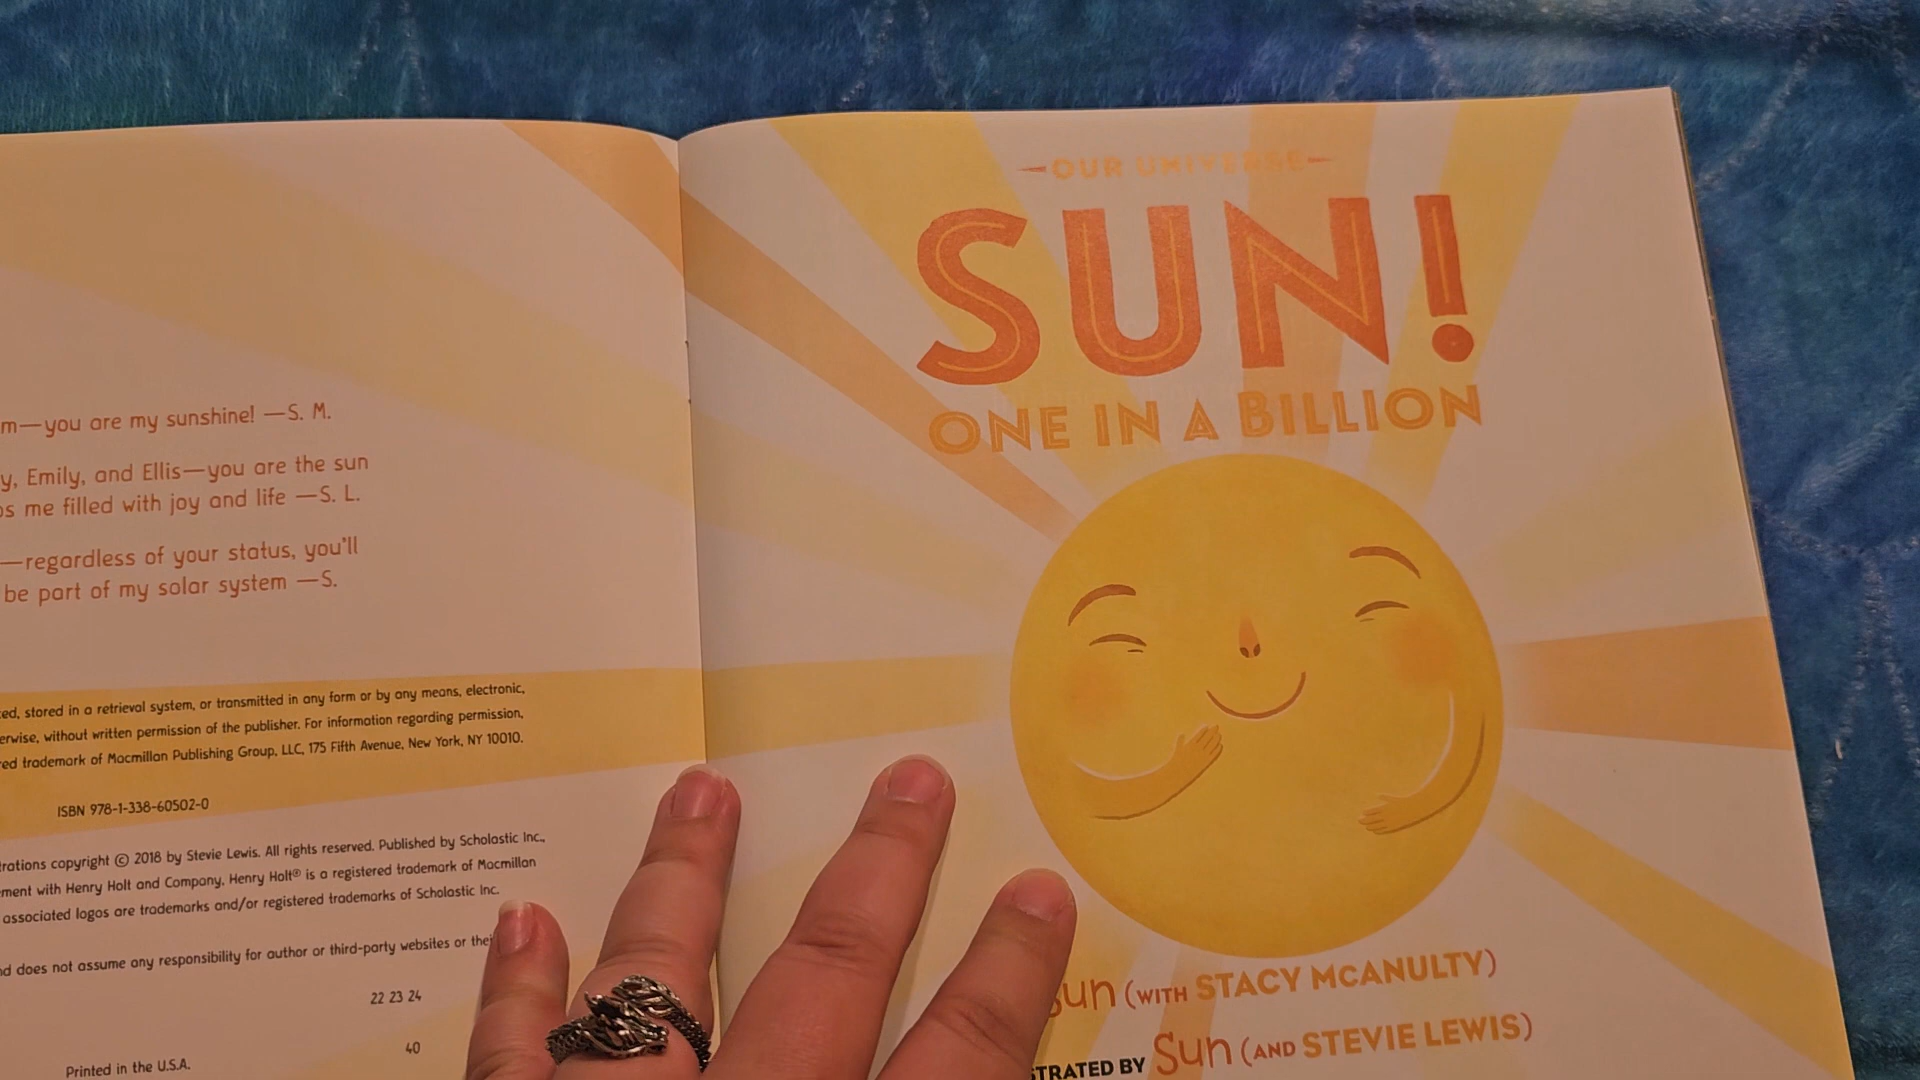 m—you are my sunshine! —S. M.
y, Emily, and Ellis—you are the sun
os me filled with joy and life —S. L.
—regardless of your status, you'll
be part of my solar system —S.
ed, stored in a retrieval system, or transmitted in any form or by any means, electronic,
erwise, without written permission of the publisher. For information regarding permission,
ed trademark of Macmillan Publishing Group, LLC, 175 Fifth Avenue, New York, NY 10010.
ISBN 978-1-338-60502-0
rations copyright © 2018 by Stevie Lewis. All rights reserved. Published by Scholastic Inc.,
ment with Henry Holt and Company, Henry Holt® is a registered trademark of Macmillan
associated logos are trademarks and/or registered trademarks of Scholastic Inc.
d does not assume any responsibility for author or third-party websites or thei
22 23 24
40
Printed in the U.S.A.
—OUR UNIVERSE—
SUN!
ONE IN A BILLION
Sun (WITH STACY MCANULTY)
STRATED BY Sun (AND STEVIE LEWIS)